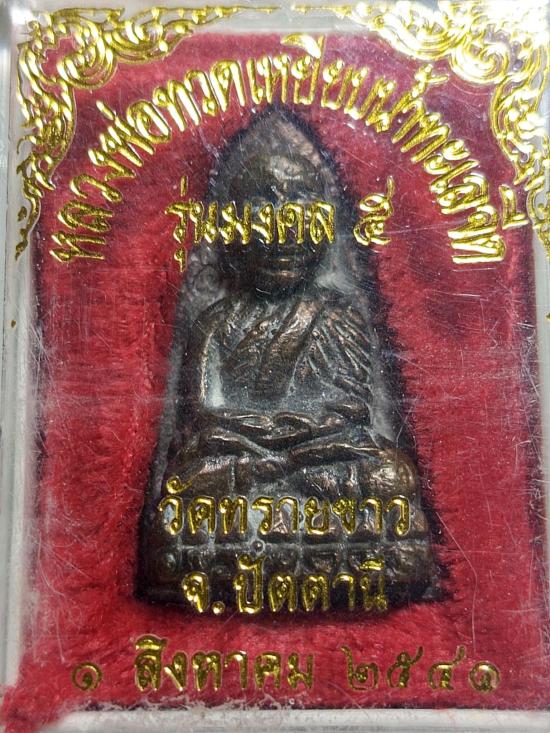 หลวงพ่อทวดเหยียบน้ำทะเลจืด
รุ่นมงคล ๕
วัดทรายขาว
จ.ปัตตานี
๑ สิงหาคม ๒๕๔๑